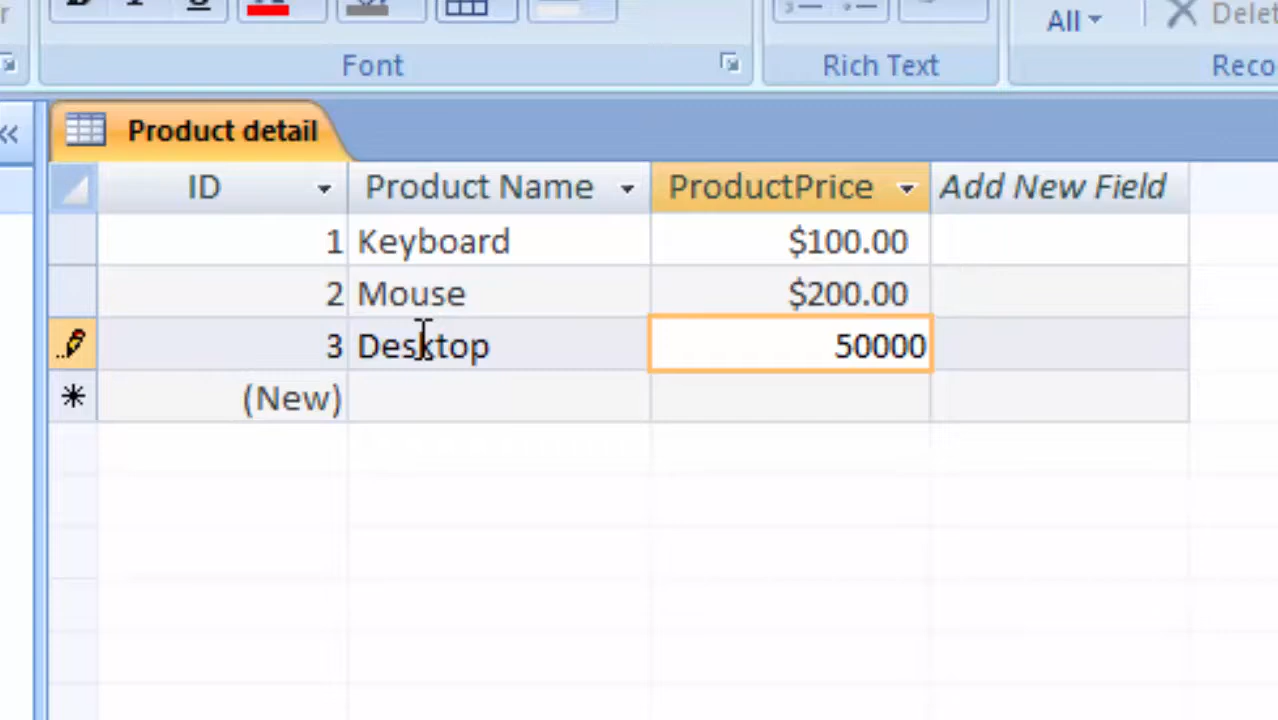 All Delet
Font Rich Text Reco
Product detail
ID Product Name ProductPrice Add New Field
1 Keyboard $100.00
2 Mouse $200.00
3 Desktop 50000
(New)